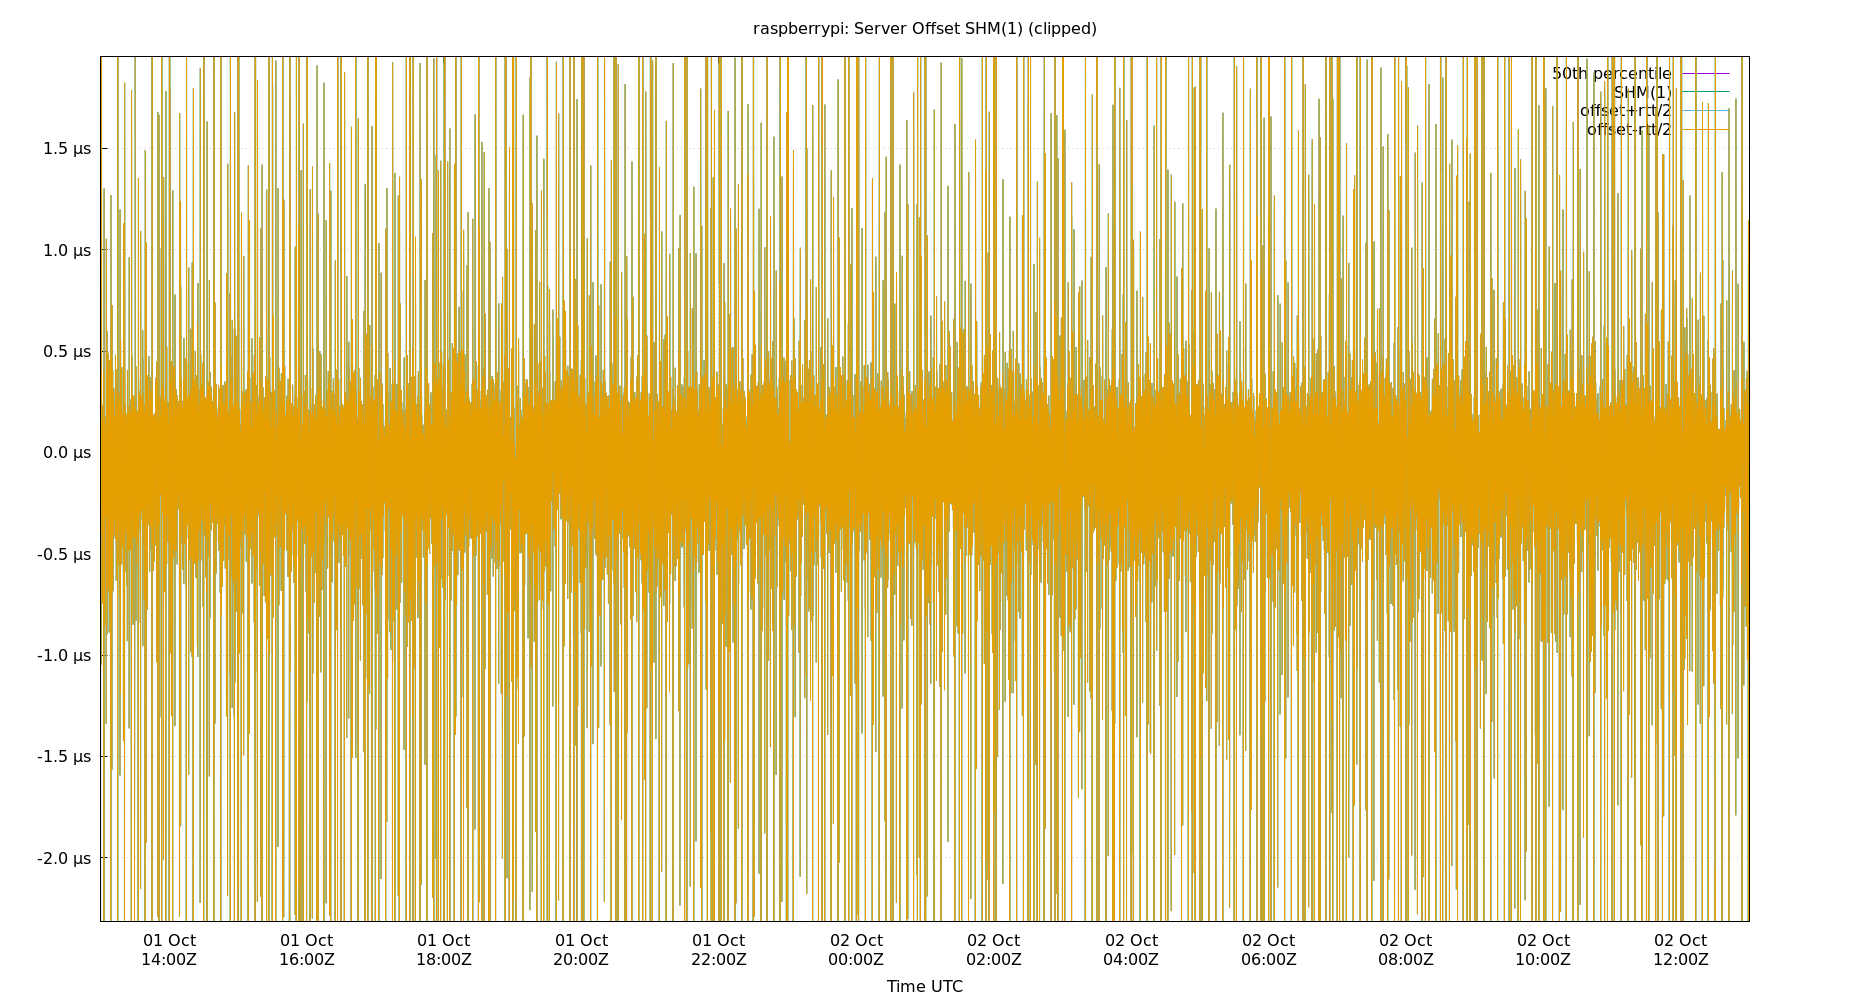 raspberrypi: Server Offset SHM(1) (clipped)
50th percentile
SHM(1)
offset+rtt/2
offset-rtt/2
1.5 µs
1.0 µs
0.5 µs
0.0 µs
-0.5 µs
-1.0 µs
-1.5 µs
-2.0 µs
01 Oct 01 Oct 01 Oct 01 Oct 01 Oct 02 Oct 02 Oct 02 Oct 02 Oct 02 Oct 02 Oct 02 Oct
14:00Z 16:00Z 18:00Z 20:00Z 22:00Z 00:00Z 02:00Z 04:00Z 06:00Z 08:00Z 10:00Z 12:00Z
Time UTC